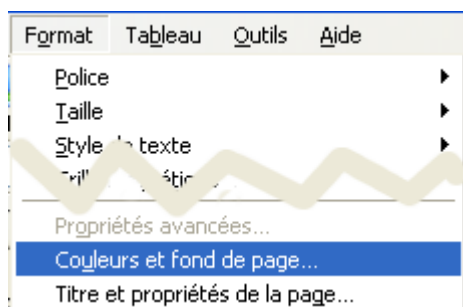 Format Tableau Outils Aide
Police
Taille
Style texte
Propriétés avancées...
Couleurs et fond de page...
Titre et propriétés de la page...